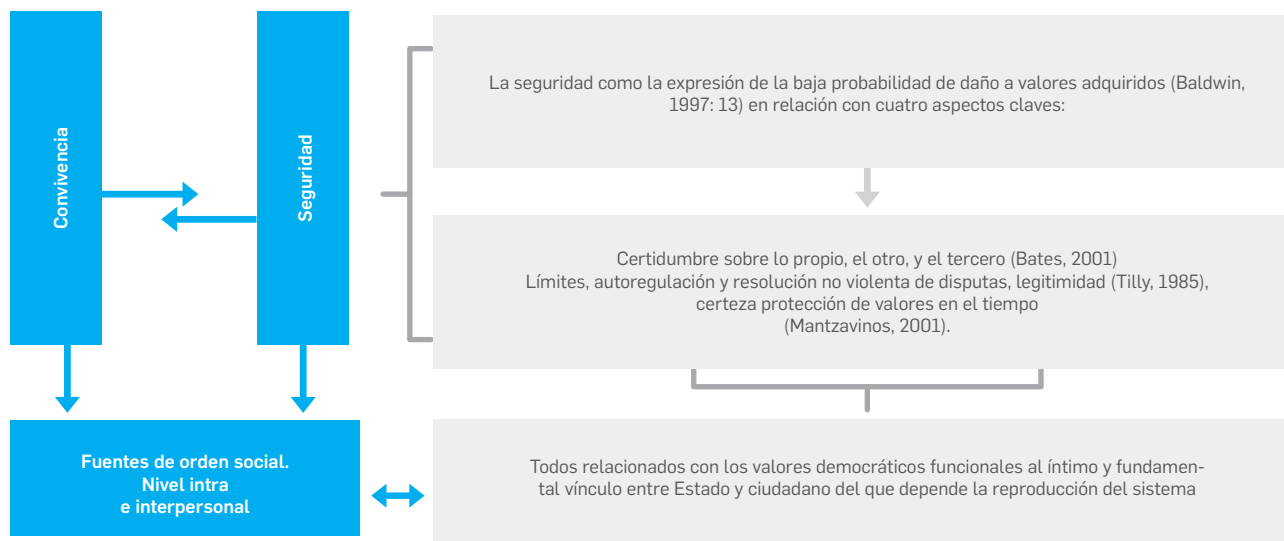 Convivencia
Seguridad
La seguridad como la expresión de la baja probabilidad de daño a valores adquiridos (Baldwin,
1997: 13) en relación con cuatro aspectos claves:
Certidumbre sobre lo propio, el otro, y el tercero (Bates, 2001)
Límites, autoregulación y resolución no violenta de disputas, legitimidad (Tilly, 1985),
certeza protección de valores en el tiempo
(Mantzavinos, 2001).
Fuentes de orden social.
Nivel intra
e interpersonal
Todos relacionados con los valores democráticos funcionales al íntimo y fundamen-
tal vínculo entre Estado y ciudadano del que depende la reproducción del sistema